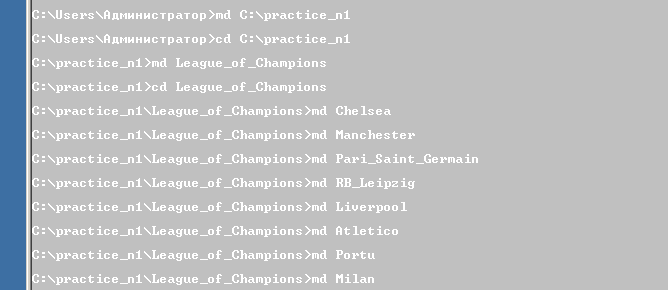 C:\Users\Администратор>md C:\practice_n1
C:\Users\Администратор>cd C:\practice_n1
C:\practice_n1>md League_of_Champions
C:\practice_n1>cd League_of_Champions
C:\practice_n1\League_of_Champions>md Chelsea
C:\practice_n1\League_of_Champions>md Manchester
C:\practice_n1\League_of_Champions>md Pari_Saint_Germain
C:\practice_n1\League_of_Champions>md RB_Leipzig
C:\practice_n1\League_of_Champions>md Liverpool
C:\practice_n1\League_of_Champions>md Atletico
C:\practice_n1\League_of_Champions>md Portu
C:\practice_n1\League_of_Champions>md Milan